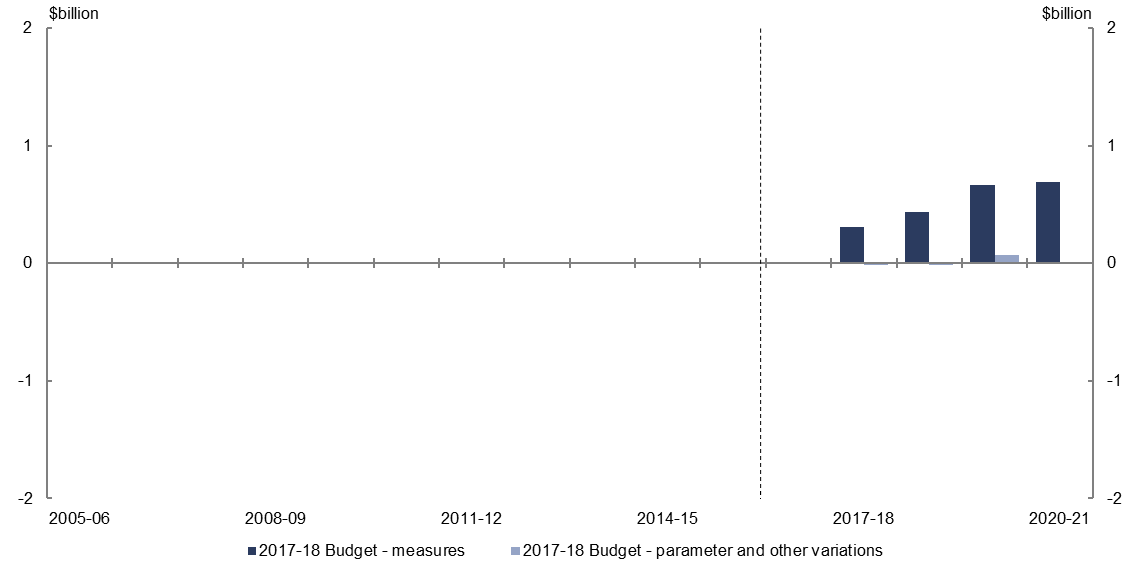 $billion $billion
2 2
1 1
0 0
-1 -1
-2 -2
2005-06 2008-09 2011-12 2014-15 2017-18 2020-21
2017-18 Budget - measures 2017-18 Budget - parameter and other variations